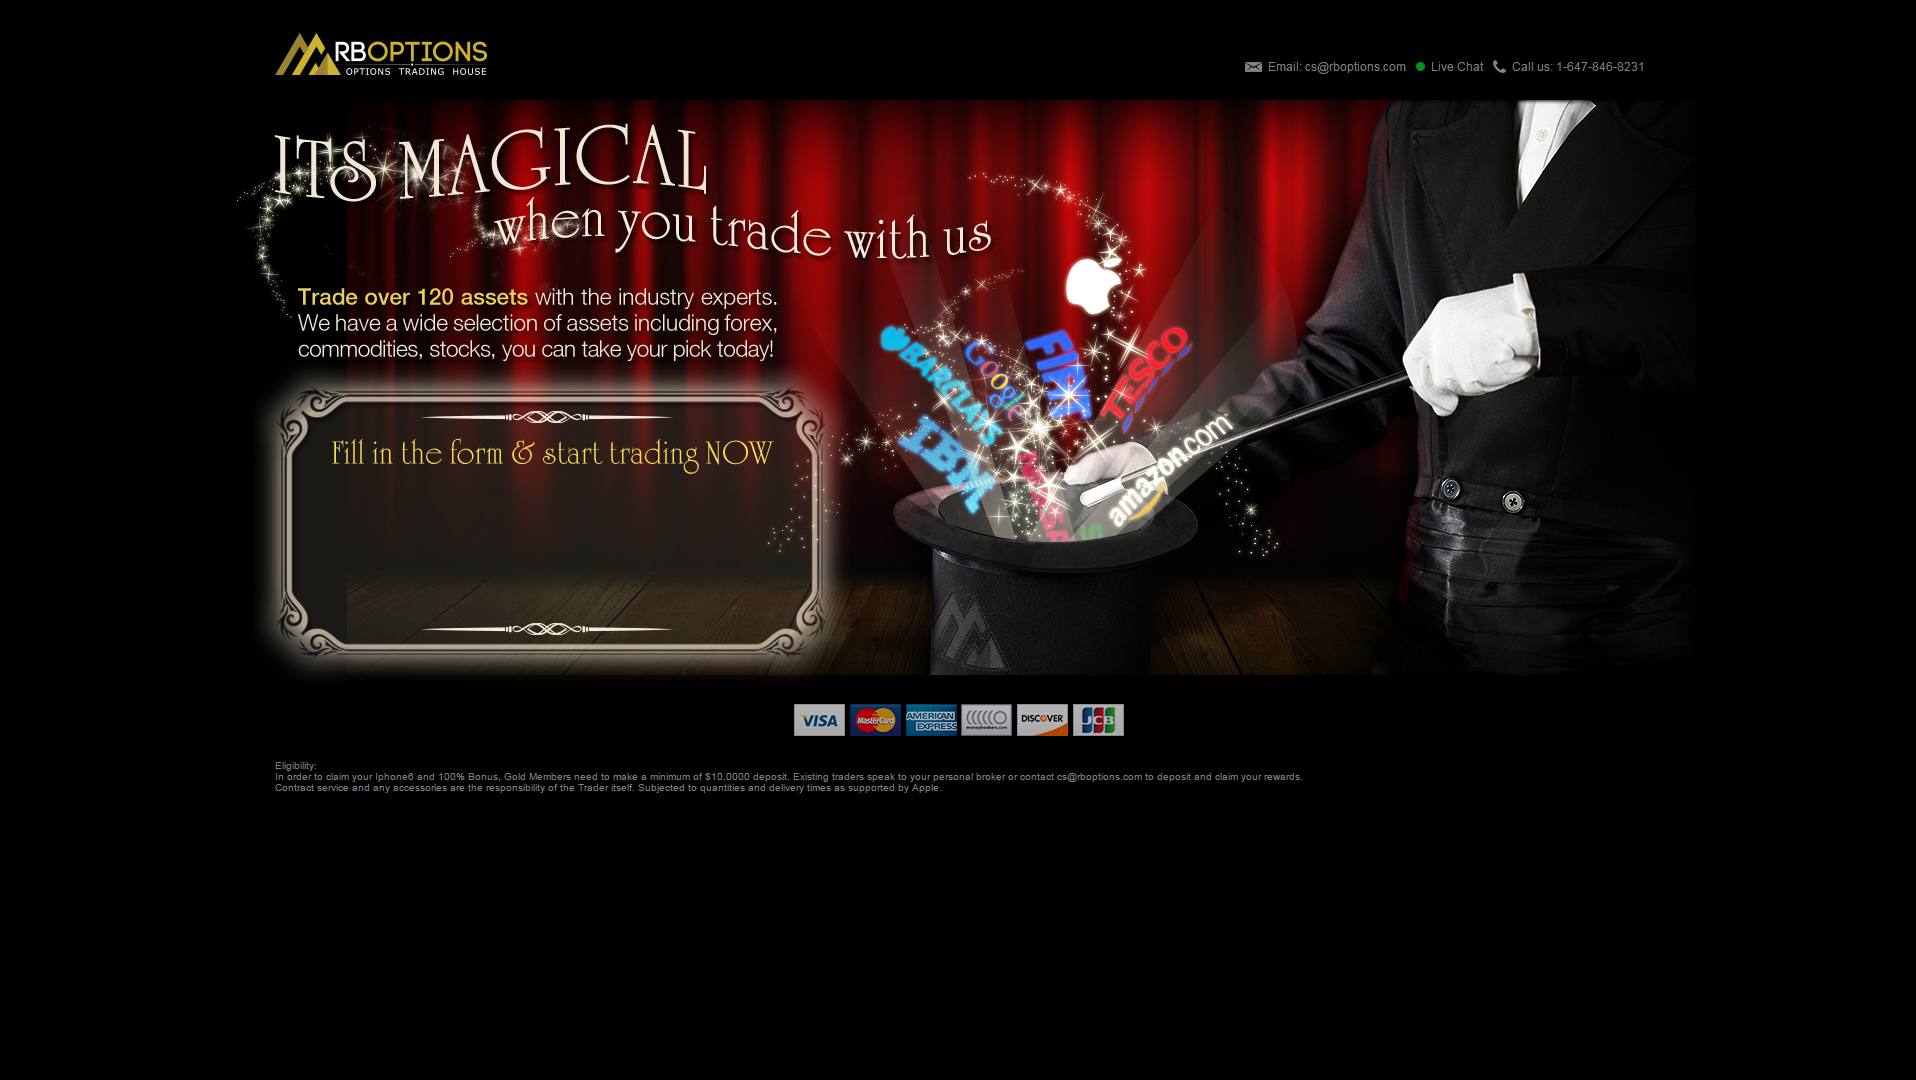 RBOPTIONS
OPTIONS TRADING HOUSE
Email: cs@rboptions.com Live Chat Call us: 1-647-846-8231
ITS MAGICAL
when you trade with us
Trade over 120 assets with the industry experts.
We have a wide selection of assets including forex,
commodities, stocks, you can take your pick today!
BARCLAYS
Google
TESCO
IBM
amazon.com
Fill in the form & start trading NOW
VISA
MasterCard
AMERICAN EXPRESS
moneybookers.com
DISCOVER
JCB
Eligibility:
In order to claim your Iphone6 and 100% Bonus, Gold Members need to make a minimum of $10,0000 deposit. Existing traders speak to your personal broker or contact cs@rboptions.com to deposit and claim your rewards.
Contract service and any accessories are the responsibility of the Trader itself. Subjected to quantities and delivery times as supported by Apple.